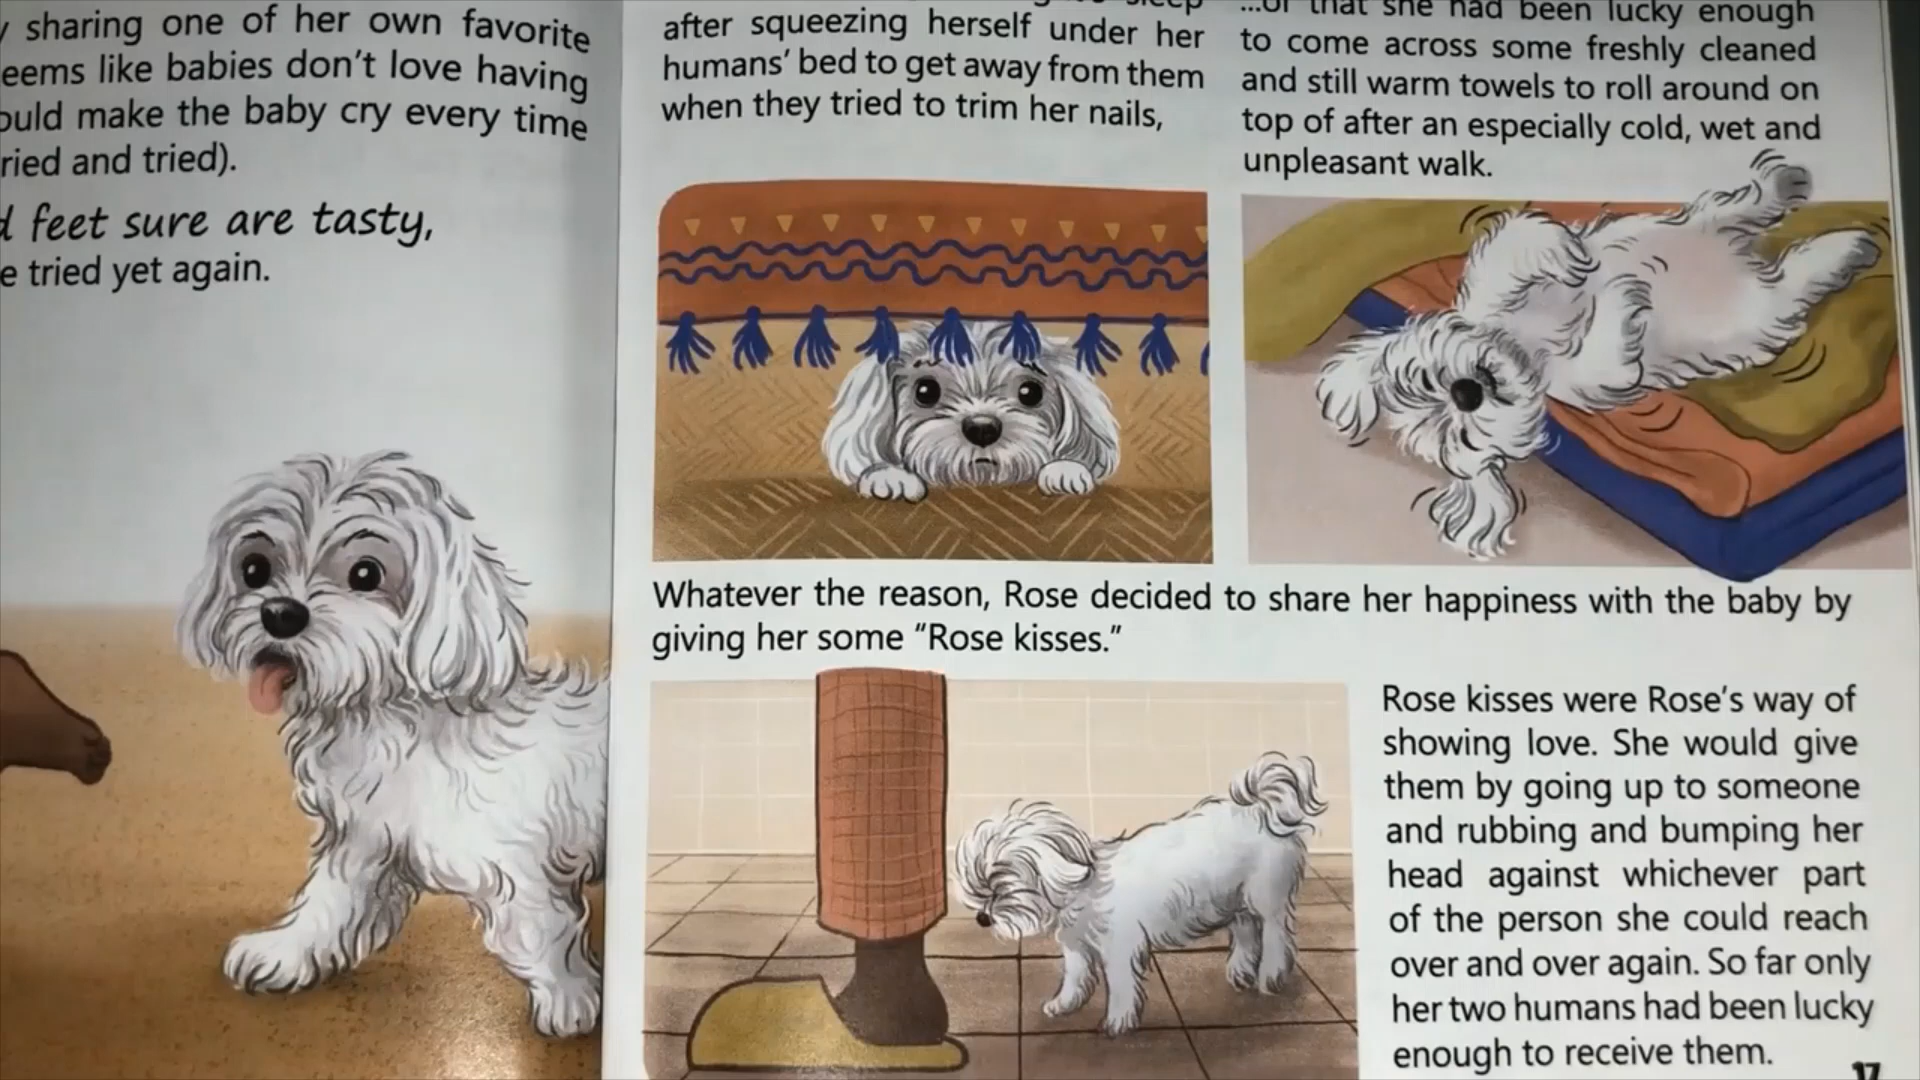 sharing one of her own favorite
like babies don't love having
make the baby cry every time
and tried).
feet sure are tasty,
tried yet again.
after squeezing herself under her
humans' bed to get away from them
when they tried to trim her nails,
...or that she had been lucky enough
to come across some freshly cleaned
and still warm towels to roll around on
top of after an especially cold, wet and
unpleasant walk.
Whatever the reason, Rose decided to share her happiness with the baby by
giving her some “Rose kisses.”
Rose kisses were Rose's way of
showing love. She would give
them by going up to someone
and rubbing and bumping her
head against whichever part
of the person she could reach
over and over again. So far only
her two humans had been lucky
enough to receive them.
17